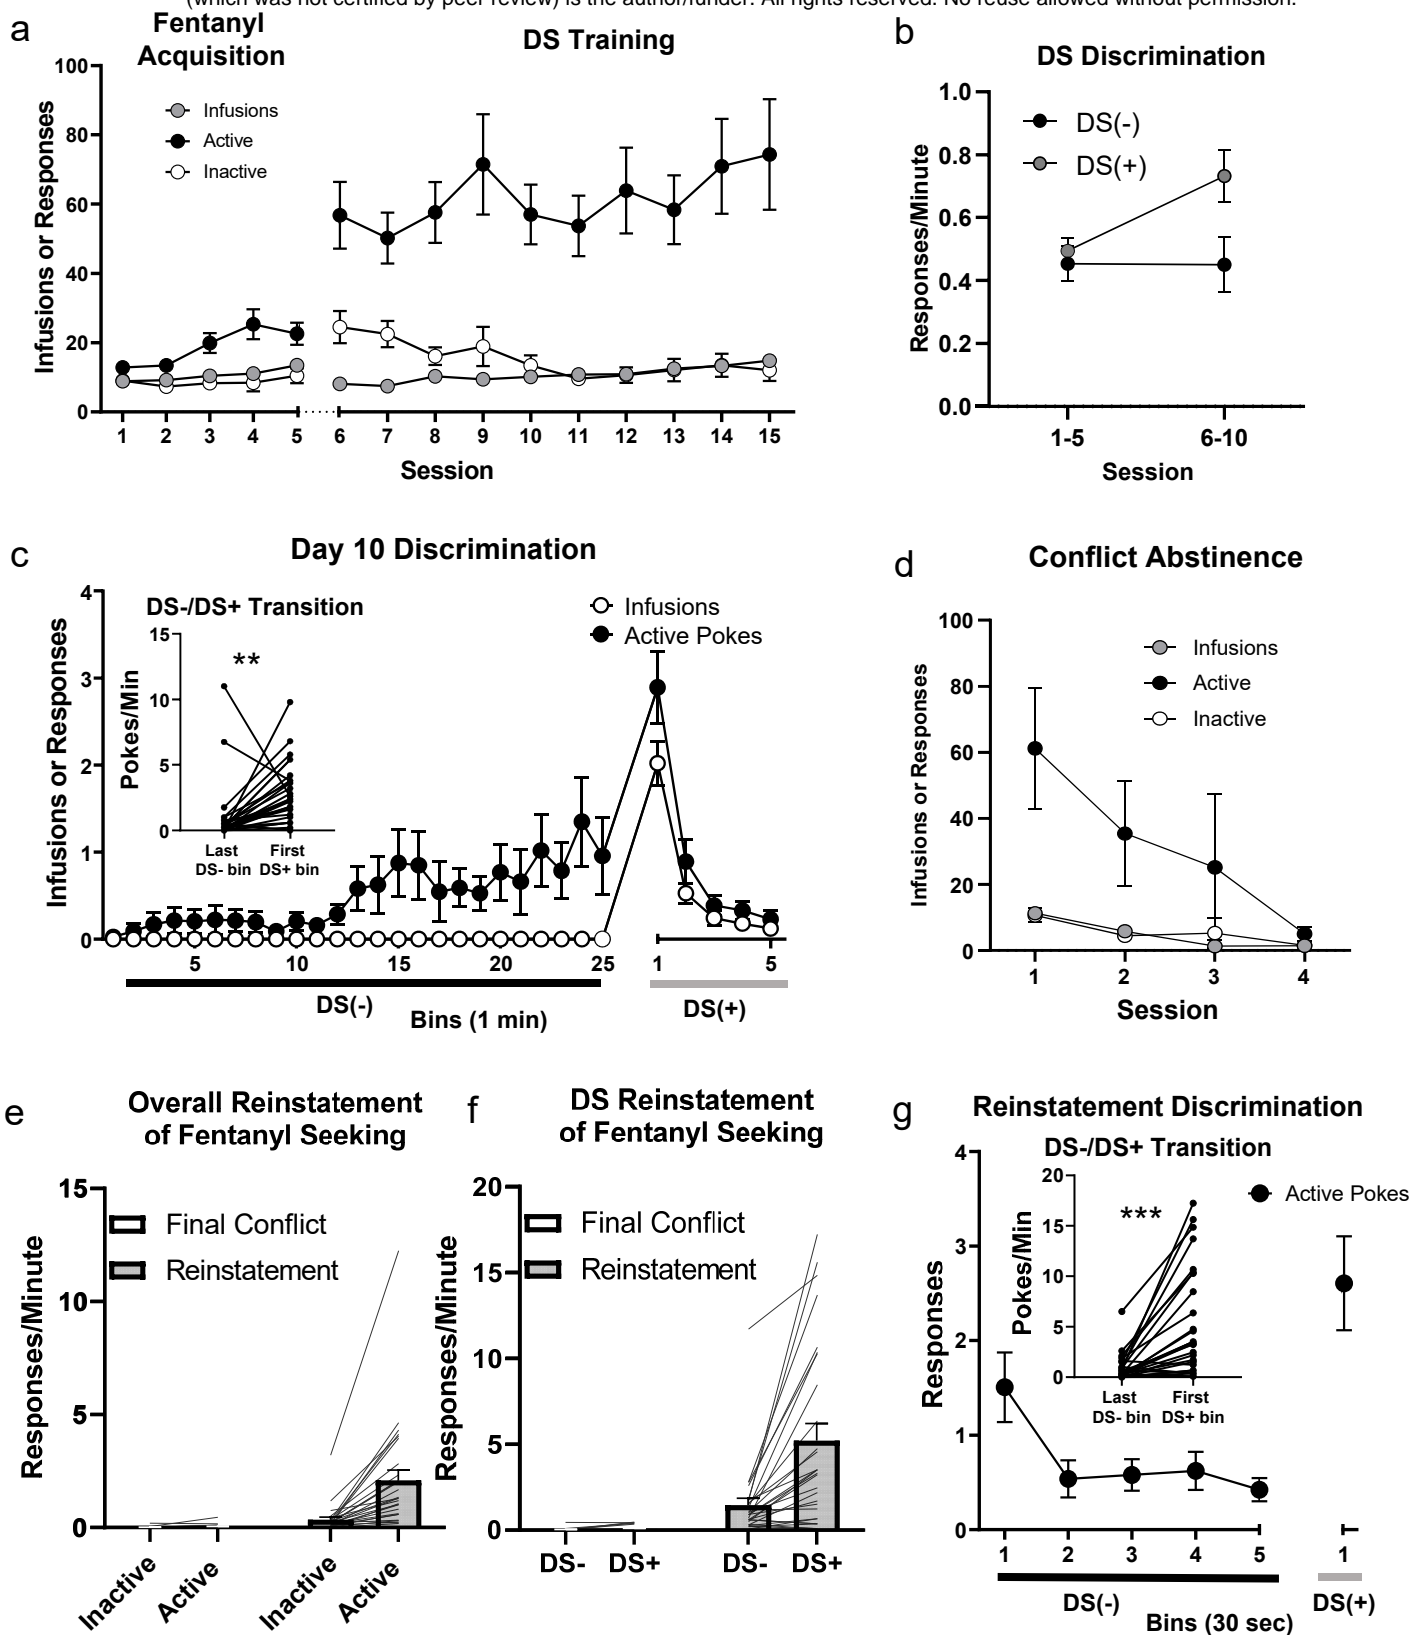 (which was not certified by peer review) is the author/funder. All rights reserved. No reuse allowed without permission.
a
Fentanyl
Acquisition
DS Training
Infusions or Responses
100
80
60
40
20
0
Infusions
Active
Inactive
1 2 3 4 5 6 7 8 9 10 11 12 13 14 15
Session
b
DS Discrimination
Responses/Minute
1.0
0.8
0.6
0.4
0.2
0.0
DS(-)
DS(+)
1-5 6-10
Session
c
Day 10 Discrimination
Infusions or Responses
4
3
2
1
0
DS-/DS+ Transition
Pokes/Min
15
10
5
0
**
Last First
DS- bin DS+ bin
Infusions
Active Pokes
5 10 15 20 25 1 5
DS(-) DS(+)
Bins (1 min)
d
Conflict Abstinence
Infusions or Responses
100
80
60
40
20
0
Infusions
Active
Inactive
1 2 3 4
Session
e
Overall Reinstatement
of Fentanyl Seeking
Responses/Minute
15
10
5
0
Final Conflict
Reinstatement
Inactive Active Inactive Active
f
DS Reinstatement
of Fentanyl Seeking
Responses/Minute
20
15
10
5
0
Final Conflict
Reinstatement
DS- DS+ DS- DS+
g
Reinstatement Discrimination
Responses
4
3
2
1
0
DS-/DS+ Transition
Pokes/Min
20
15
10
5
0
***
Last First
DS- bin DS+ bin
Active Pokes
1 2 3 4 5 1
DS(-) DS(+)
Bins (30 sec)